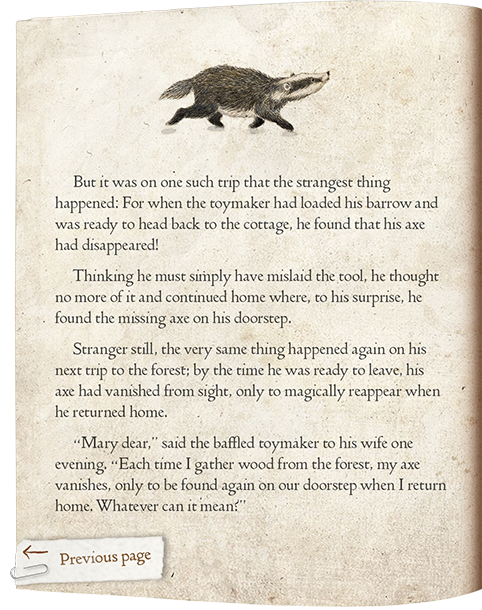 But it was on one such trip that the strangest thing
happened: For when the toymaker had loaded his barrow and
was ready to head back to the cottage, he found that his axe
had disappeared!
Thinking he must simply have mislaid the tool, he thought
no more of it and continued home where, to his surprise, he
found the missing axe on his doorstep.
Stranger still, the very same thing happened again on his
next trip to the forest; by the time he was ready to leave, his
axe had vanished from sight, only to magically reappear when
he returned home.
“Mary dear,” said the baffled toymaker to his wife one
evening. “Each time I gather wood from the forest, my axe
vanishes, only to be found again on our doorstep when I return
home. Whatever can it mean?”
Previous page